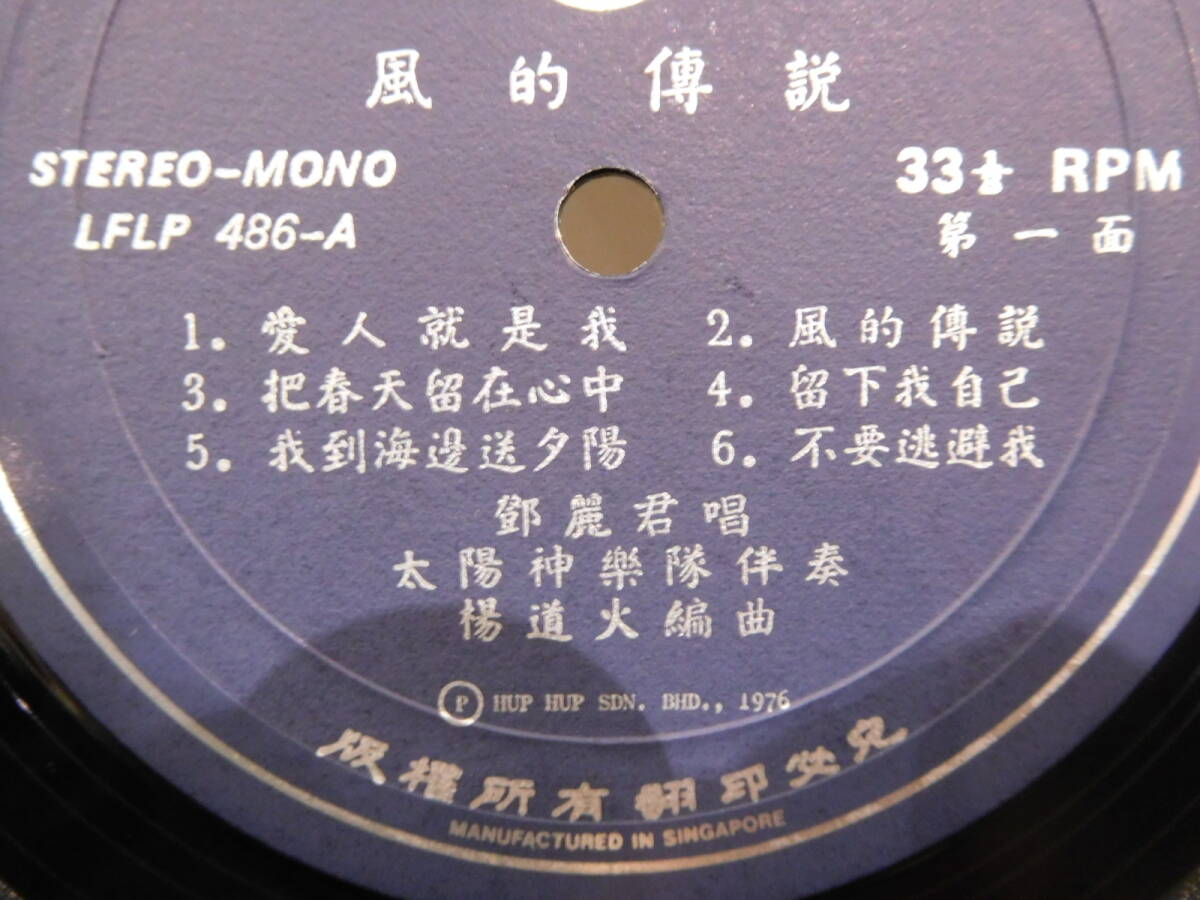 風的傳説
STEREO-MONO
33⅓ RPM
LFLP 486-A
第一面
1. 愛人就是我 2. 風的傳説
3. 把春天留在心中 4. 留下我自己
5. 我到海邊送夕陽 6. 不要逃避我
鄧麗君唱
太陽神樂隊伴奏
楊道火編曲
Ⓟ HUP HUP SDN. BHD., 1976
版權所有翻印必究
MANUFACTURED IN SINGAPORE